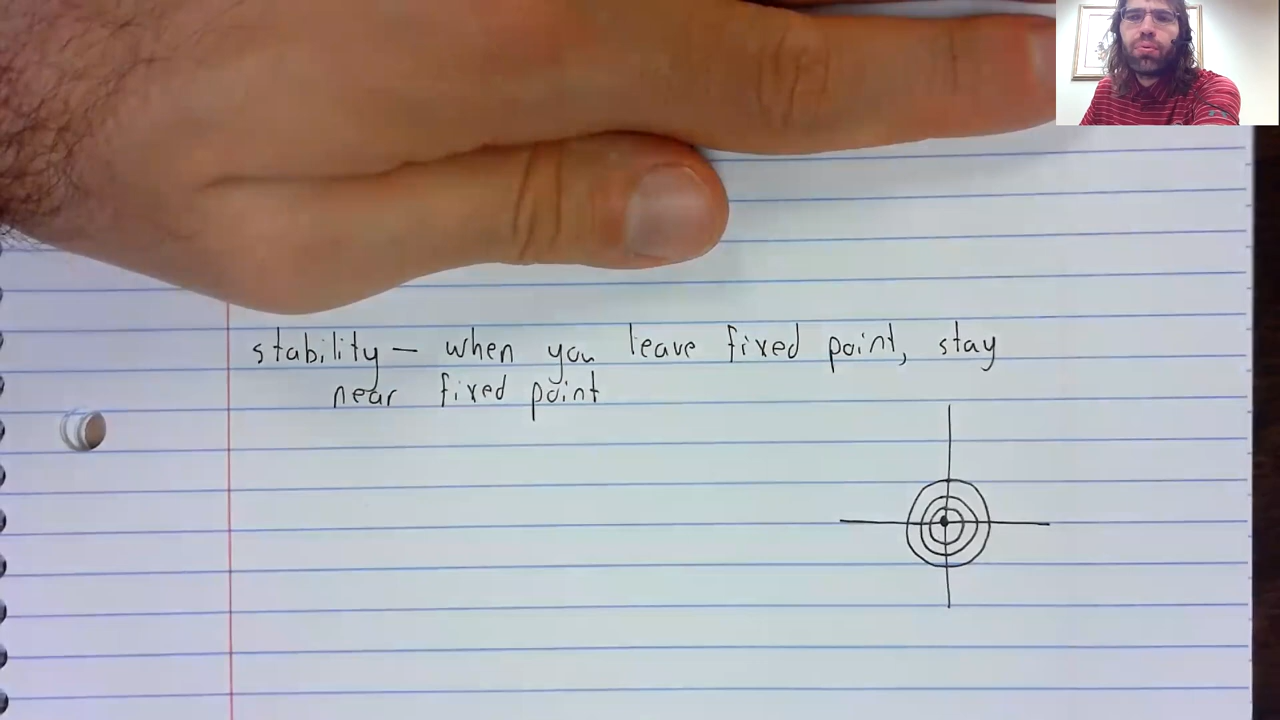 stability – when you leave fixed point, stay
near fixed point